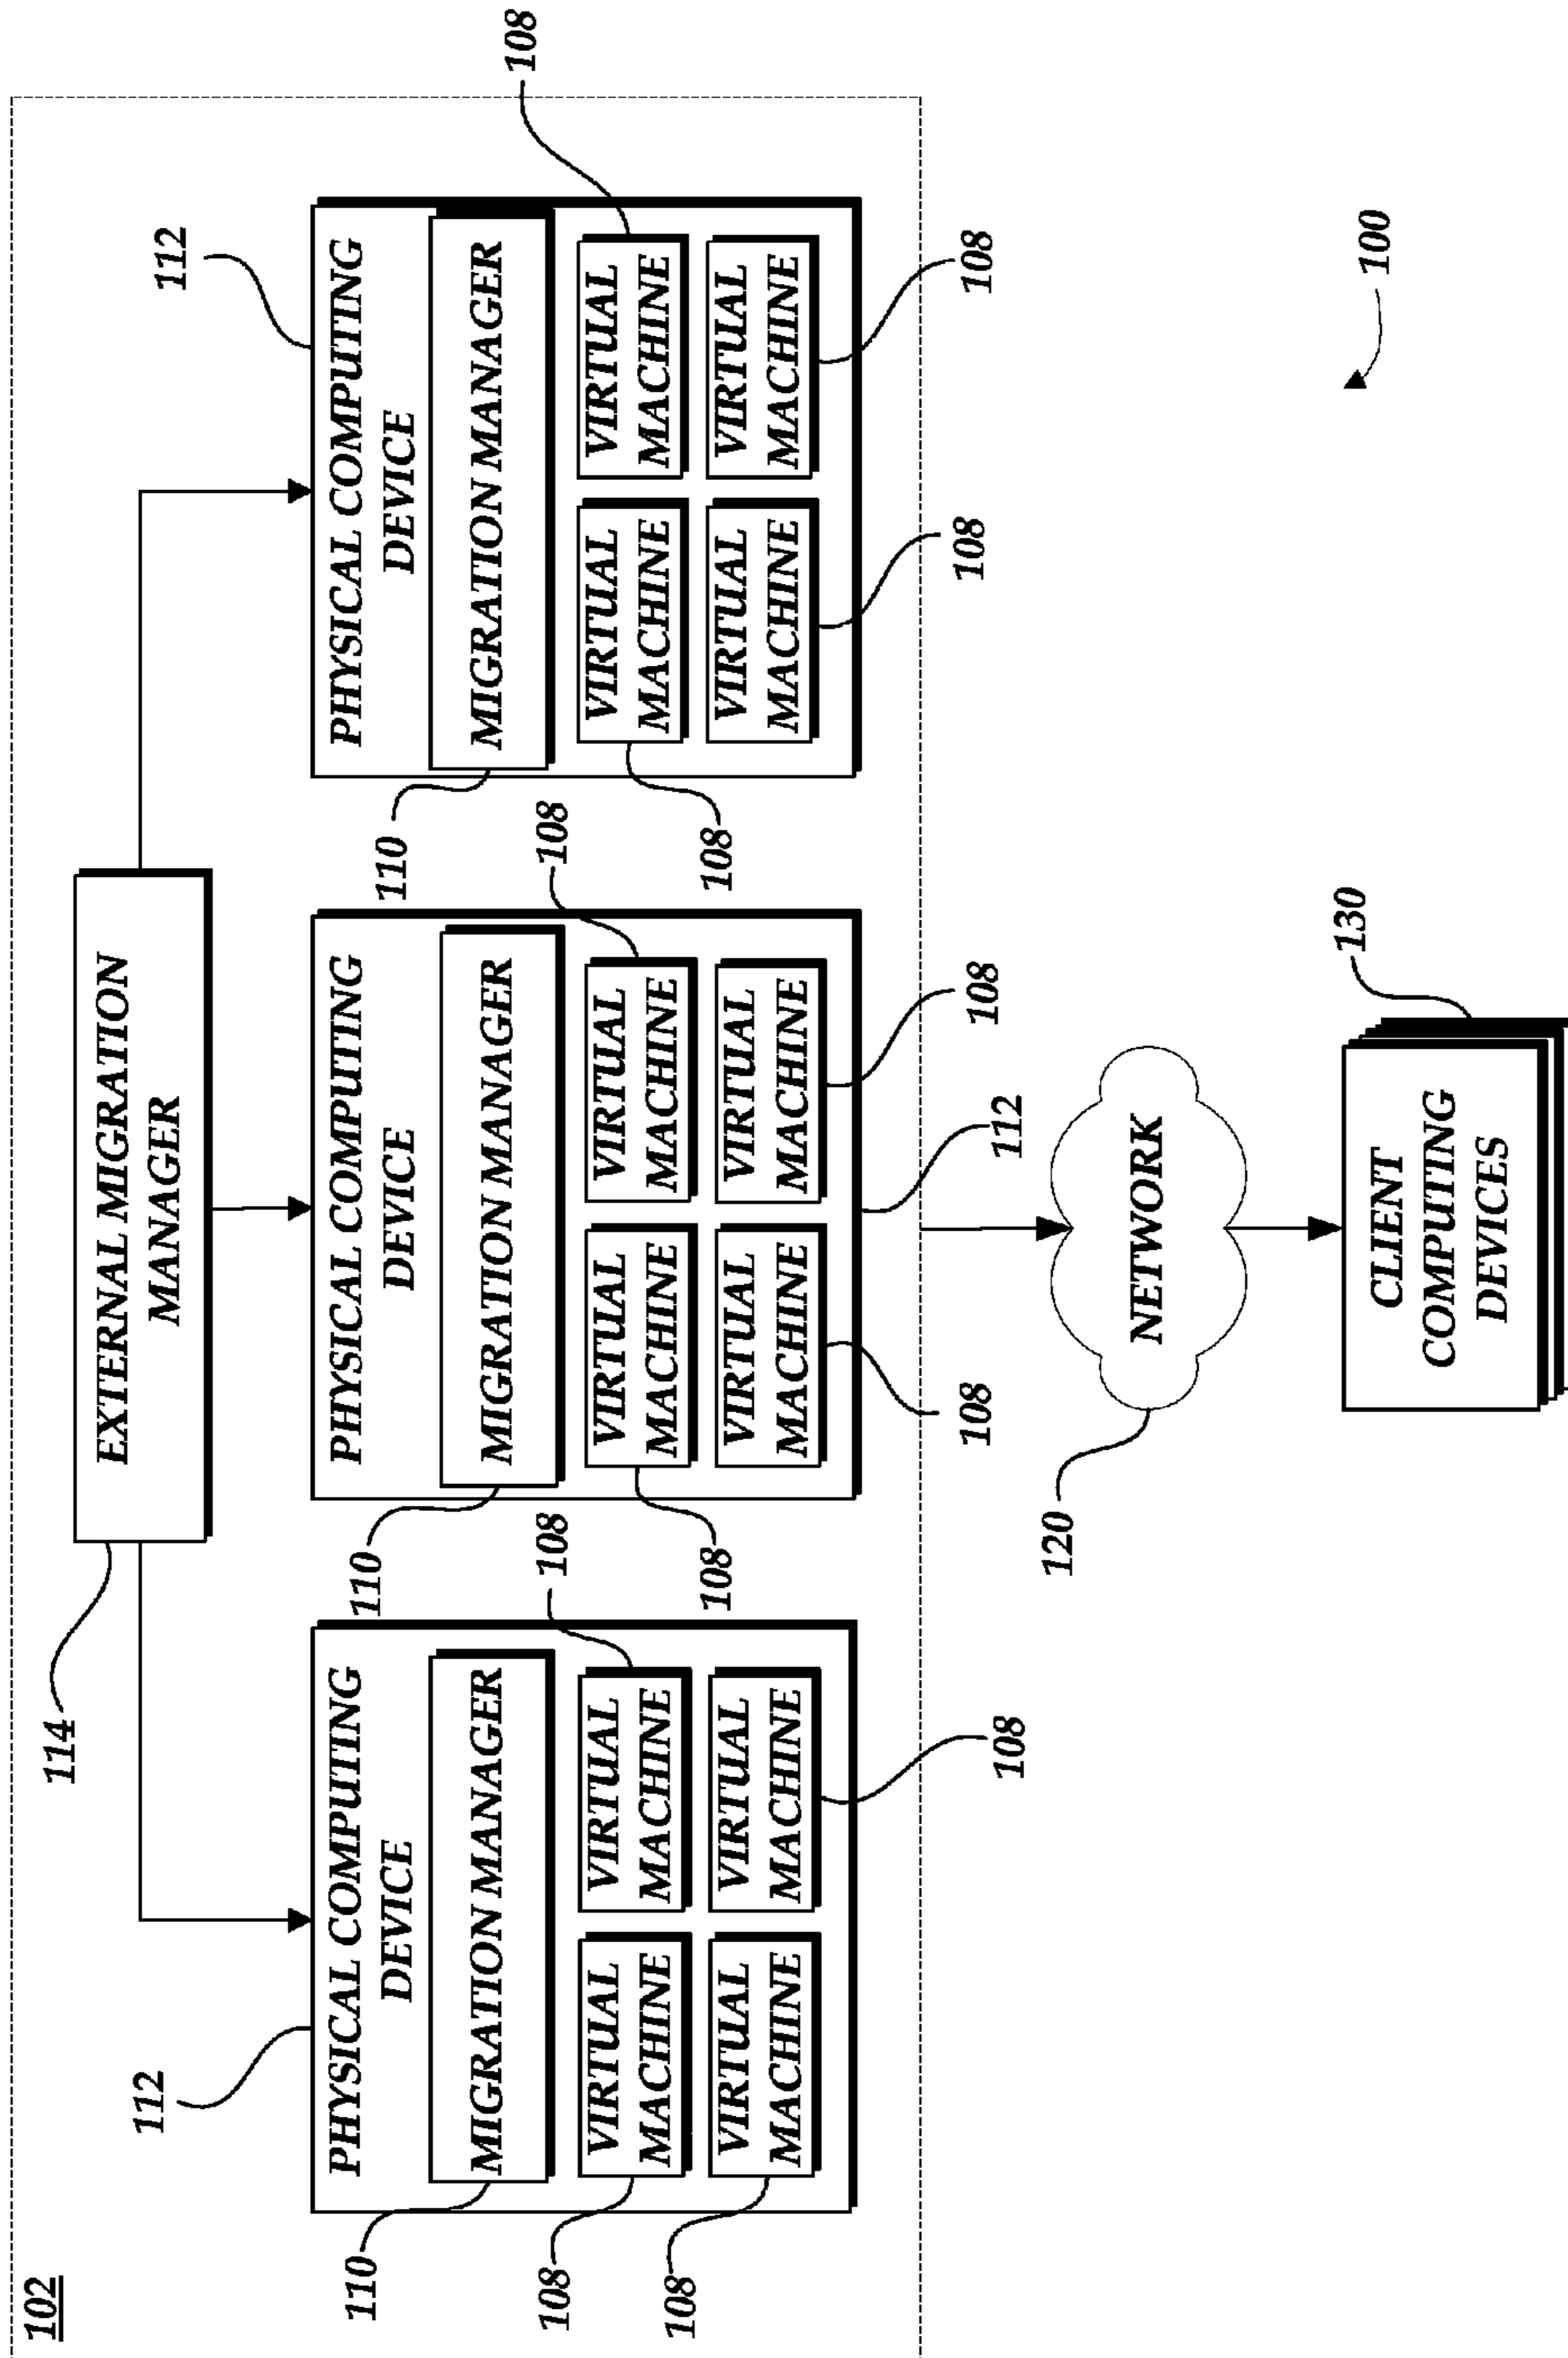 102
114
EXTERNAL MIGRATION
MANAGER
112
PHYSICAL COMPUTING
DEVICE
110
MIGRATION MANAGER
108
108
VIRTUAL
MACHINE
VIRTUAL
MACHINE
108
VIRTUAL
MACHINE
VIRTUAL
MACHINE
108
PHYSICAL COMPUTING
DEVICE
110
MIGRATION MANAGER
108
108
VIRTUAL
MACHINE
VIRTUAL
MACHINE
VIRTUAL
MACHINE
VIRTUAL
MACHINE
108
108
112
112
PHYSICAL COMPUTING
DEVICE
110
MIGRATION MANAGER
108
108
VIRTUAL
MACHINE
VIRTUAL
MACHINE
VIRTUAL
MACHINE
VIRTUAL
MACHINE
108
108
120
NETWORK
130
CLIENT
COMPUTING
DEVICES
100